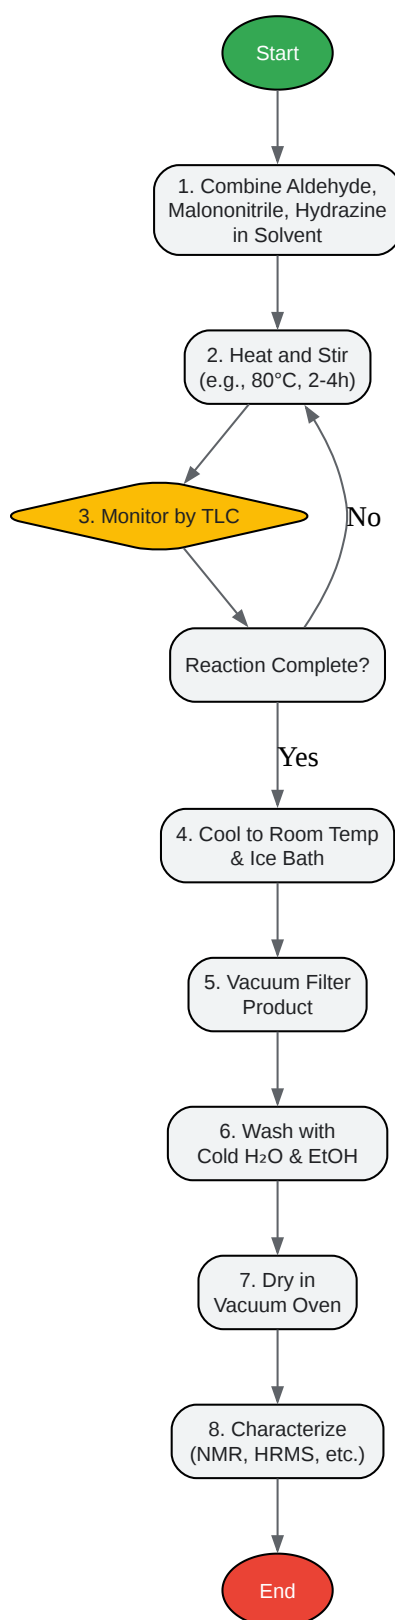 Start
1. Combine Aldehyde,
Malononitrile, Hydrazine
in Solvent
2. Heat and Stir
(e.g., 80°C, 2-4h)
3. Monitor by TLC
No
Reaction Complete?
Yes
4. Cool to Room Temp
& Ice Bath
5. Vacuum Filter
Product
6. Wash with
Cold H₂O & EtOH
7. Dry in
Vacuum Oven
8. Characterize
(NMR, HRMS, etc.)
End